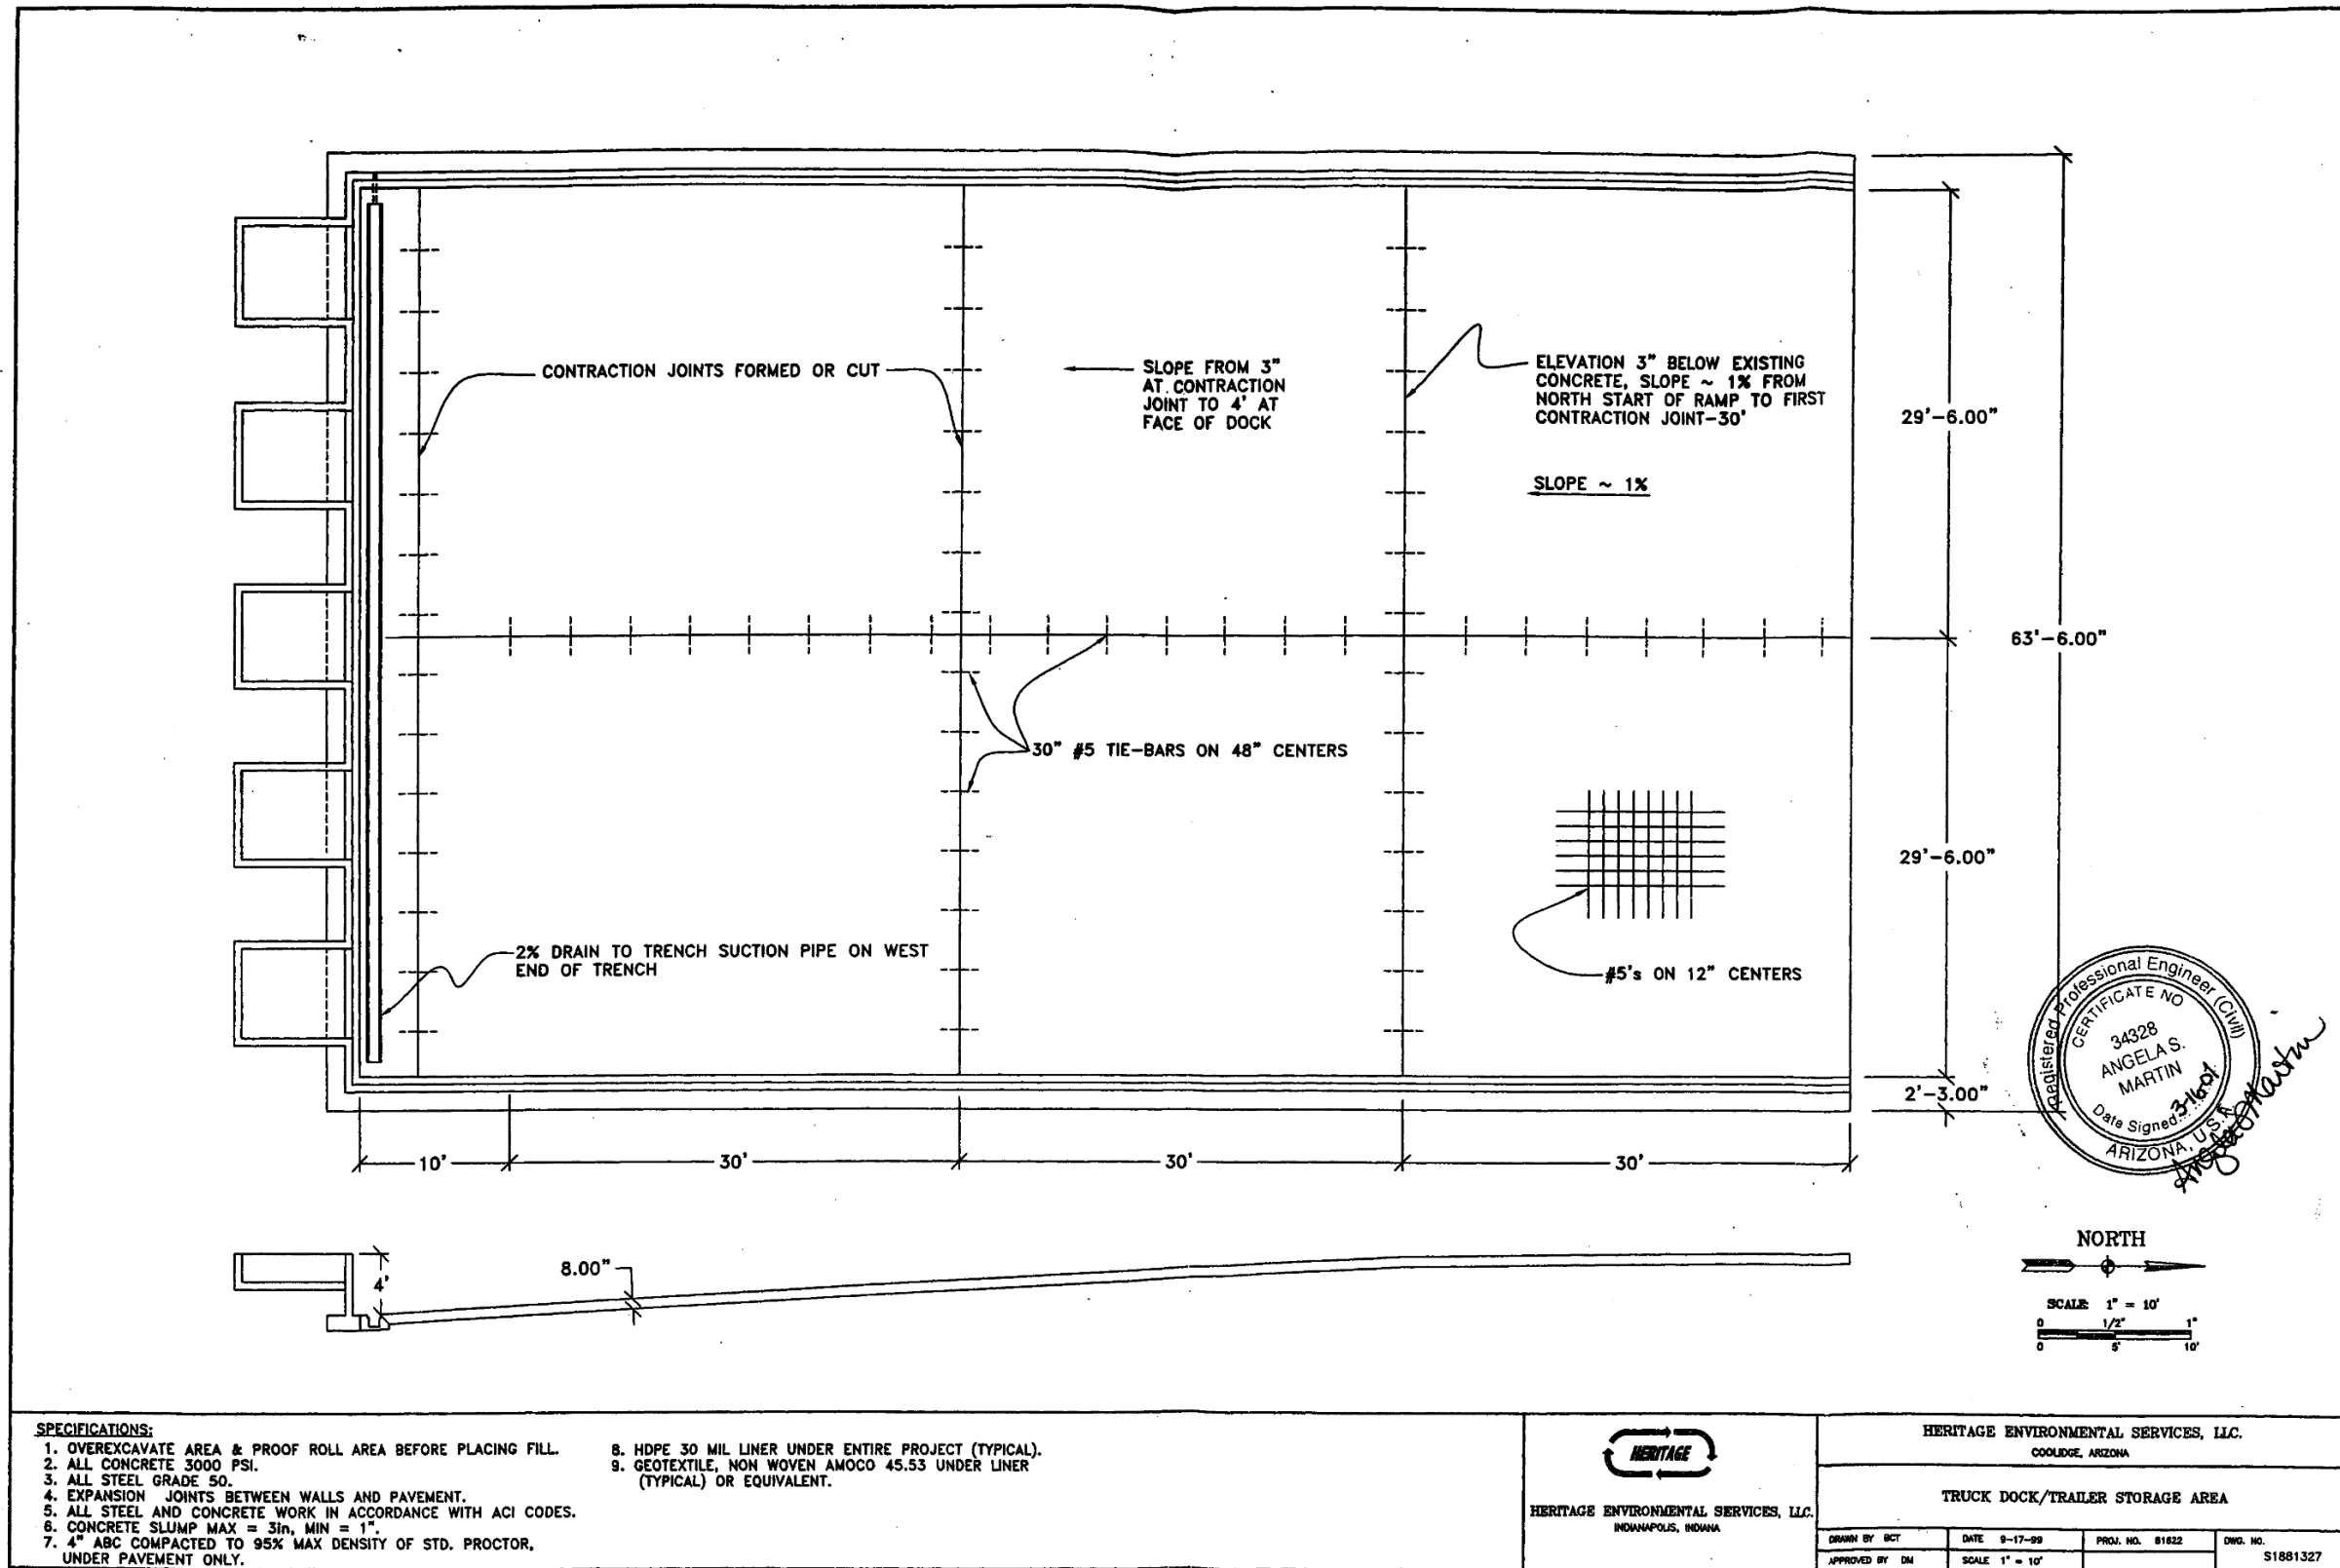 CONTRACTION JOINTS FORMED OR CUT
SLOPE FROM 3"
AT CONTRACTION
JOINT TO 4' AT
FACE OF DOCK
ELEVATION 3" BELOW EXISTING
CONCRETE, SLOPE ~ 1% FROM
NORTH START OF RAMP TO FIRST
CONTRACTION JOINT-30'
SLOPE ~ 1%
29'-6.00"
63'-6.00"
30" #5 TIE-BARS ON 48" CENTERS
29'-6.00"
2% DRAIN TO TRENCH SUCTION PIPE ON WEST
END OF TRENCH
#5's ON 12" CENTERS
2'-3.00"
Registered Professional Engineer (Civil)
CERTIFICATE NO
34328
ANGELA S.
MARTIN
Date Signed 3-16-01
ARIZONA, U.S.A.
Angela S Martin
10'
30'
30'
30'
4'
8.00"
NORTH
SCALE 1" = 10'
0 1/2" 1"
0 5' 10'
SPECIFICATIONS:
1. OVEREXCAVATE AREA & PROOF ROLL AREA BEFORE PLACING FILL.
2. ALL CONCRETE 3000 PSI.
3. ALL STEEL GRADE 50.
4. EXPANSION JOINTS BETWEEN WALLS AND PAVEMENT.
5. ALL STEEL AND CONCRETE WORK IN ACCORDANCE WITH ACI CODES.
6. CONCRETE SLUMP MAX = 3in, MIN = 1".
7. 4" ABC COMPACTED TO 95% MAX DENSITY OF STD. PROCTOR,
UNDER PAVEMENT ONLY.
8. HDPE 30 MIL LINER UNDER ENTIRE PROJECT (TYPICAL).
9. GEOTEXTILE, NON WOVEN AMOCO 45.53 UNDER LINER
(TYPICAL) OR EQUIVALENT.
HERITAGE
HERITAGE ENVIRONMENTAL SERVICES, LLC.
INDIANAPOLIS, INDIANA
HERITAGE ENVIRONMENTAL SERVICES, LLC.
COOLIDGE, ARIZONA
TRUCK DOCK/TRAILER STORAGE AREA
DRAWN BY BCT
DATE 9-17-99
PROJ. NO. 81622
DWG. NO.
APPROVED BY DM
SCALE 1" = 10'
S1881327